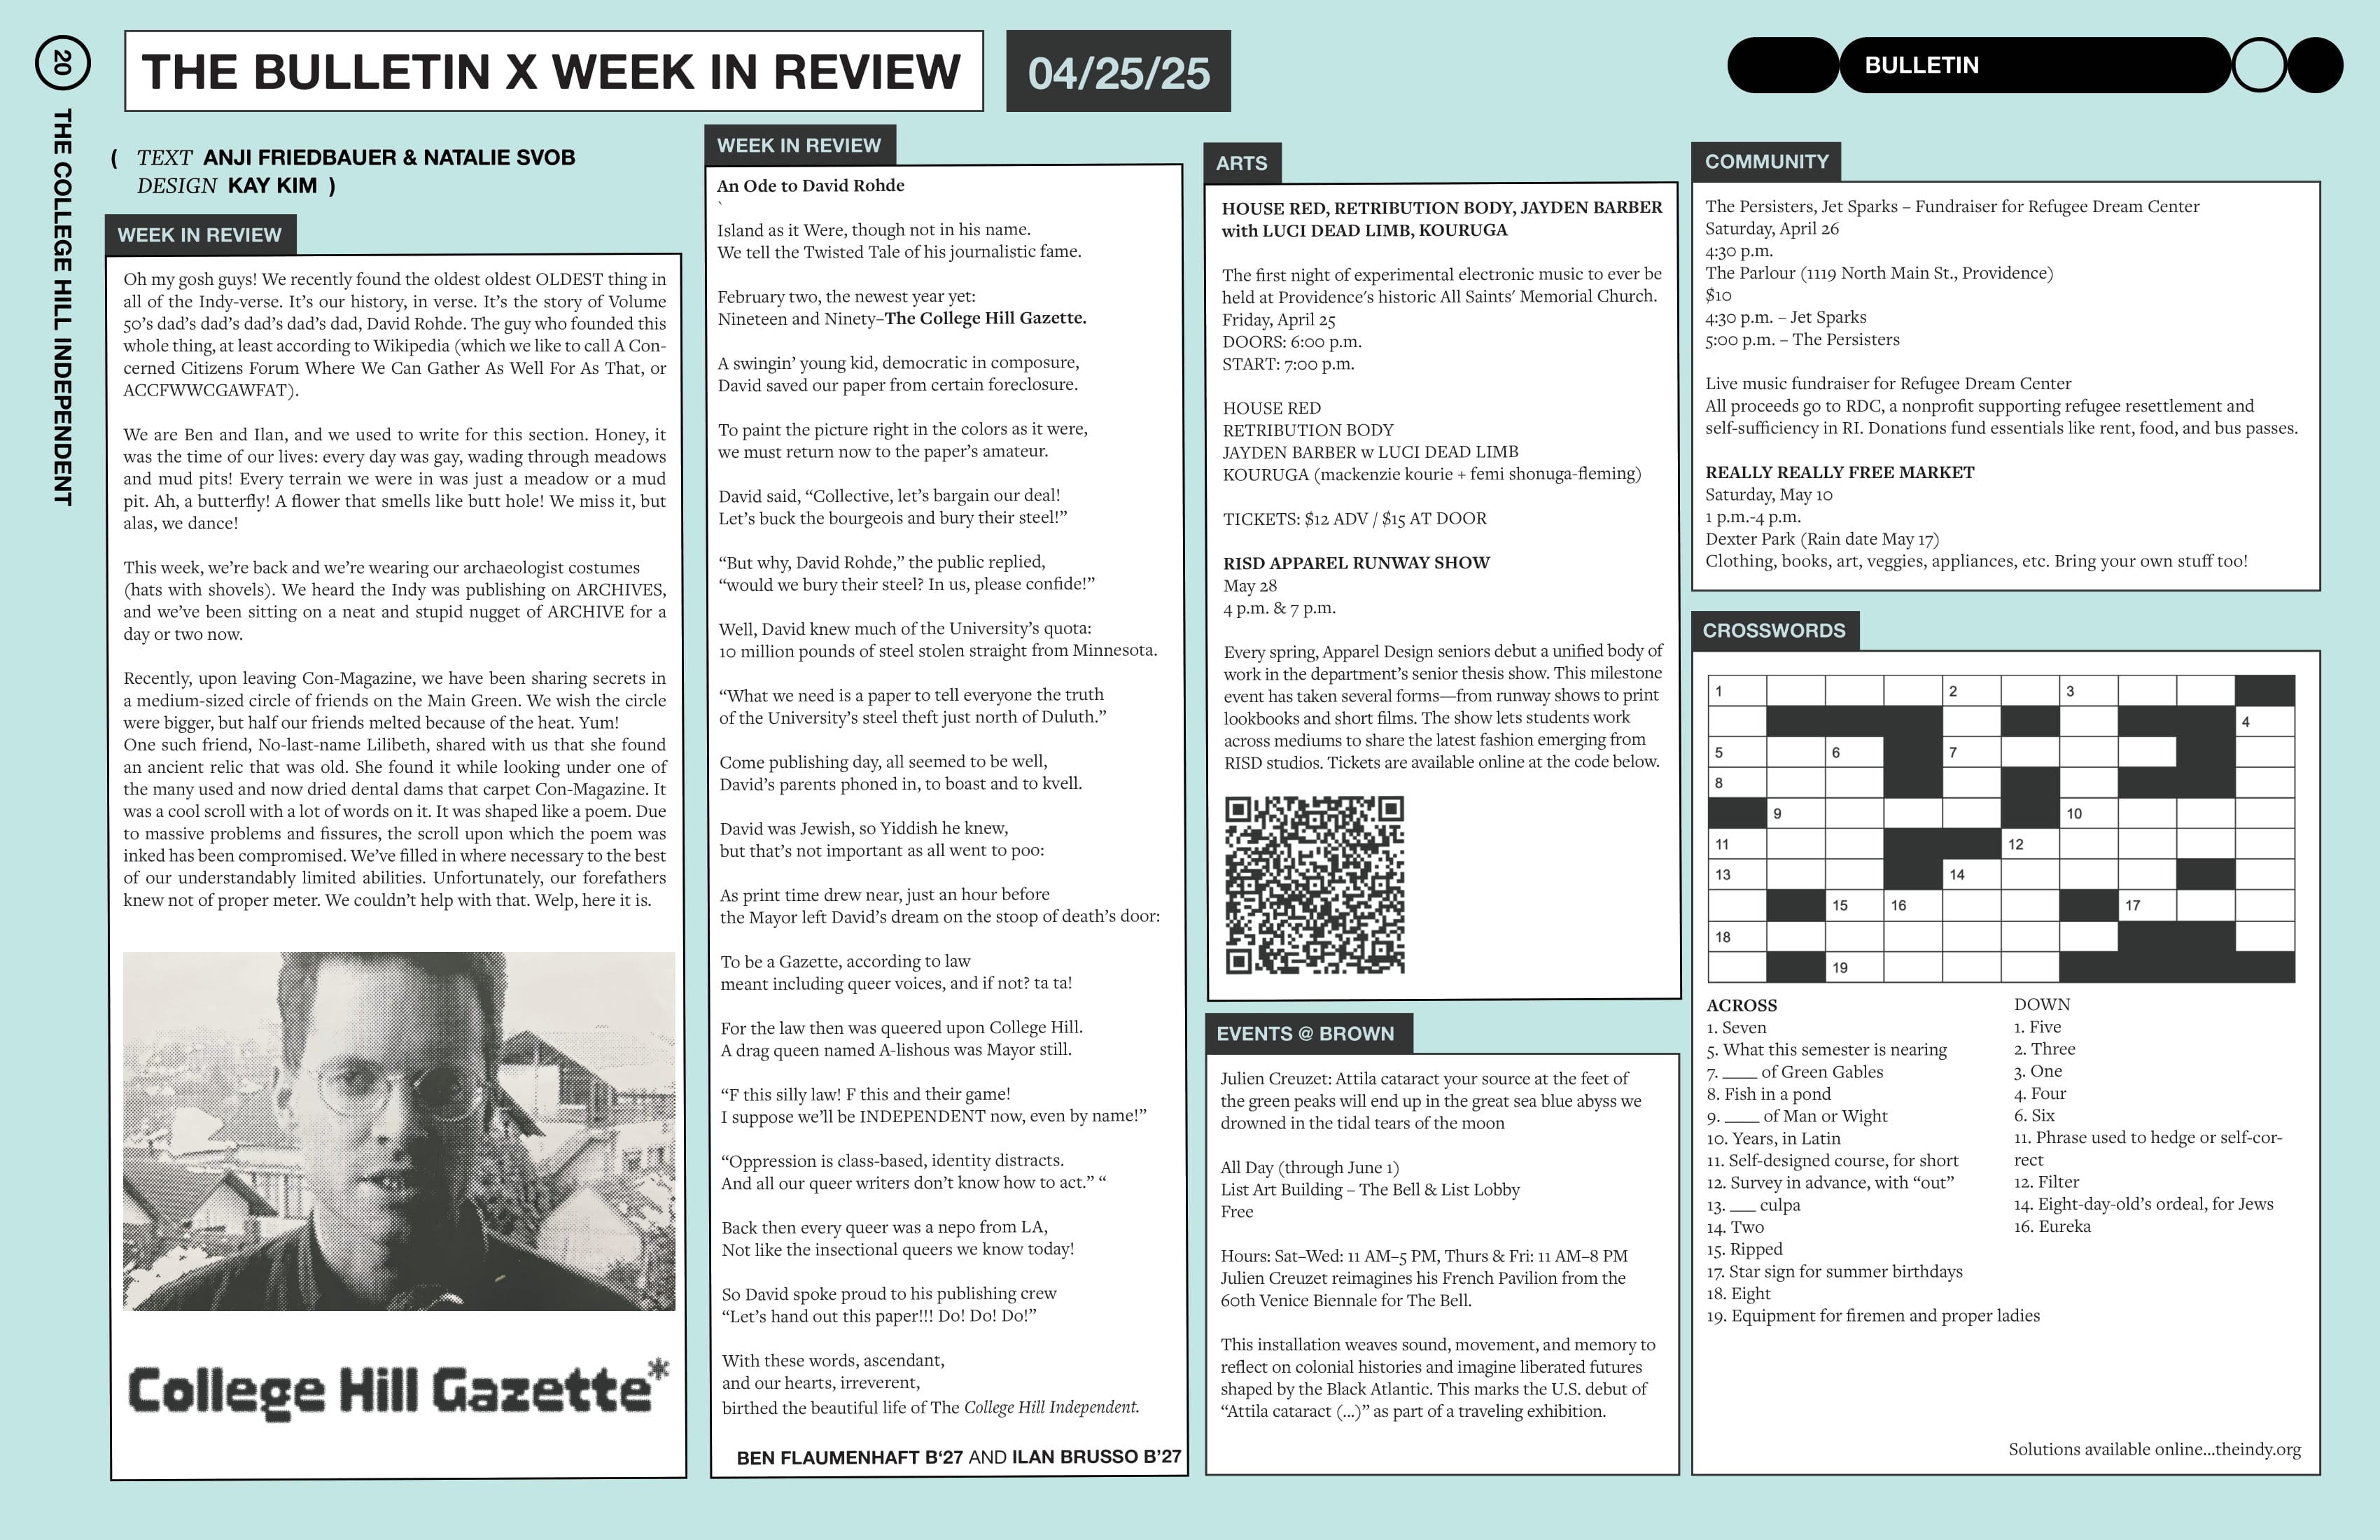 20
THE COLLEGE HILL INDEPENDENT
THE BULLETIN X WEEK IN REVIEW
04/25/25
BULLETIN
( TEXT ANJI FRIEDBAUER & NATALIE SVOB
DESIGN KAY KIM )
WEEK IN REVIEW
Oh my gosh guys! We recently found the oldest oldest OLDEST thing in
all of the Indy-verse. It’s our history, in verse. It’s the story of Volume
50’s dad’s dad’s dad’s dad’s dad, David Rohde. The guy who founded this
whole thing, at least according to Wikipedia (which we like to call A Con-
cerned Citizens Forum Where We Can Gather As Well For As That, or
ACCFWWCGAWFAT).
We are Ben and Ilan, and we used to write for this section. Honey, it
was the time of our lives: every day was gay, wading through meadows
and mud pits! Every terrain we were in was just a meadow or a mud
pit. Ah, a butterfly! A flower that smells like butt hole! We miss it, but
alas, we dance!
This week, we’re back and we’re wearing our archaeologist costumes
(hats with shovels). We heard the Indy was publishing on ARCHIVES,
and we’ve been sitting on a neat and stupid nugget of ARCHIVE for a
day or two now.
Recently, upon leaving Con-Magazine, we have been sharing secrets in
a medium-sized circle of friends on the Main Green. We wish the circle
were bigger, but half our friends melted because of the heat. Yum!
One such friend, No-last-name Lilibeth, shared with us that she found
an ancient relic that was old. She found it while looking under one of
the many used and now dried dental dams that carpet Con-Magazine. It
was a cool scroll with a lot of words on it. It was shaped like a poem. Due
to massive problems and fissures, the scroll upon which the poem was
inked has been compromised. We’ve filled in where necessary to the best
of our understandably limited abilities. Unfortunately, our forefathers
knew not of proper meter. We couldn’t help with that. Welp, here it is.
College Hill Gazette*
WEEK IN REVIEW
An Ode to David Rohde
`
Island as it Were, though not in his name.
We tell the Twisted Tale of his journalistic fame.
February two, the newest year yet:
Nineteen and Ninety–The College Hill Gazette.
A swingin’ young kid, democratic in composure,
David saved our paper from certain foreclosure.
To paint the picture right in the colors as it were,
we must return now to the paper’s amateur.
David said, “Collective, let’s bargain our deal!
Let’s buck the bourgeois and bury their steel!”
“But why, David Rohde,” the public replied,
“would we bury their steel? In us, please confide!”
Well, David knew much of the University’s quota:
10 million pounds of steel stolen straight from Minnesota.
“What we need is a paper to tell everyone the truth
of the University’s steel theft just north of Duluth.”
Come publishing day, all seemed to be well,
David’s parents phoned in, to boast and to kvell.
David was Jewish, so Yiddish he knew,
but that’s not important as all went to poo:
As print time drew near, just an hour before
the Mayor left David’s dream on the stoop of death’s door:
To be a Gazette, according to law
meant including queer voices, and if not? ta ta!
For the law then was queered upon College Hill.
A drag queen named A-lishous was Mayor still.
“F this silly law! F this and their game!
I suppose we’ll be INDEPENDENT now, even by name!”
“Oppression is class-based, identity distracts.
And all our queer writers don’t know how to act.” “
Back then every queer was a nepo from LA,
Not like the insectional queers we know today!
So David spoke proud to his publishing crew
“Let’s hand out this paper!!! Do! Do! Do!”
With these words, ascendant,
and our hearts, irreverent,
birthed the beautiful life of The College Hill Independent.
BEN FLAUMENHAFT B‘27 AND ILAN BRUSSO B’27
ARTS
HOUSE RED, RETRIBUTION BODY, JAYDEN BARBER
with LUCI DEAD LIMB, KOURUGA
The first night of experimental electronic music to ever be
held at Providence's historic All Saints' Memorial Church.
Friday, April 25
DOORS: 6:00 p.m.
START: 7:00 p.m.
HOUSE RED
RETRIBUTION BODY
JAYDEN BARBER w LUCI DEAD LIMB
KOURUGA (mackenzie kourie + femi shonuga-fleming)
TICKETS: $12 ADV / $15 AT DOOR
RISD APPAREL RUNWAY SHOW
May 28
4 p.m. & 7 p.m.
Every spring, Apparel Design seniors debut a unified body of
work in the department’s senior thesis show. This milestone
event has taken several forms—from runway shows to print
lookbooks and short films. The show lets students work
across mediums to share the latest fashion emerging from
RISD studios. Tickets are available online at the code below.
EVENTS @ BROWN
Julien Creuzet: Attila cataract your source at the feet of
the green peaks will end up in the great sea blue abyss we
drowned in the tidal tears of the moon
All Day (through June 1)
List Art Building – The Bell & List Lobby
Free
Hours: Sat–Wed: 11 AM–5 PM, Thurs & Fri: 11 AM–8 PM
Julien Creuzet reimagines his French Pavilion from the
60th Venice Biennale for The Bell.
This installation weaves sound, movement, and memory to
reflect on colonial histories and imagine liberated futures
shaped by the Black Atlantic. This marks the U.S. debut of
“Attila cataract (...)” as part of a traveling exhibition.
COMMUNITY
The Persisters, Jet Sparks – Fundraiser for Refugee Dream Center
Saturday, April 26
4:30 p.m.
The Parlour (1119 North Main St., Providence)
$10
4:30 p.m. – Jet Sparks
5:00 p.m. – The Persisters
Live music fundraiser for Refugee Dream Center
All proceeds go to RDC, a nonprofit supporting refugee resettlement and
self-sufficiency in RI. Donations fund essentials like rent, food, and bus passes.
REALLY REALLY FREE MARKET
Saturday, May 10
1 p.m.-4 p.m.
Dexter Park (Rain date May 17)
Clothing, books, art, veggies, appliances, etc. Bring your own stuff too!
CROSSWORDS
1 2 3
4
5 6 7
8
9 10
11 12
13 14
15 16 17
18
19
ACROSS
1. Seven
5. What this semester is nearing
7. ____ of Green Gables
8. Fish in a pond
9. ____ of Man or Wight
10. Years, in Latin
11. Self-designed course, for short
12. Survey in advance, with “out”
13. ___ culpa
14. Two
15. Ripped
17. Star sign for summer birthdays
18. Eight
19. Equipment for firemen and proper ladies
DOWN
1. Five
2. Three
3. One
4. Four
6. Six
11. Phrase used to hedge or self-cor-
rect
12. Filter
14. Eight-day-old’s ordeal, for Jews
16. Eureka
Solutions available online...theindy.org